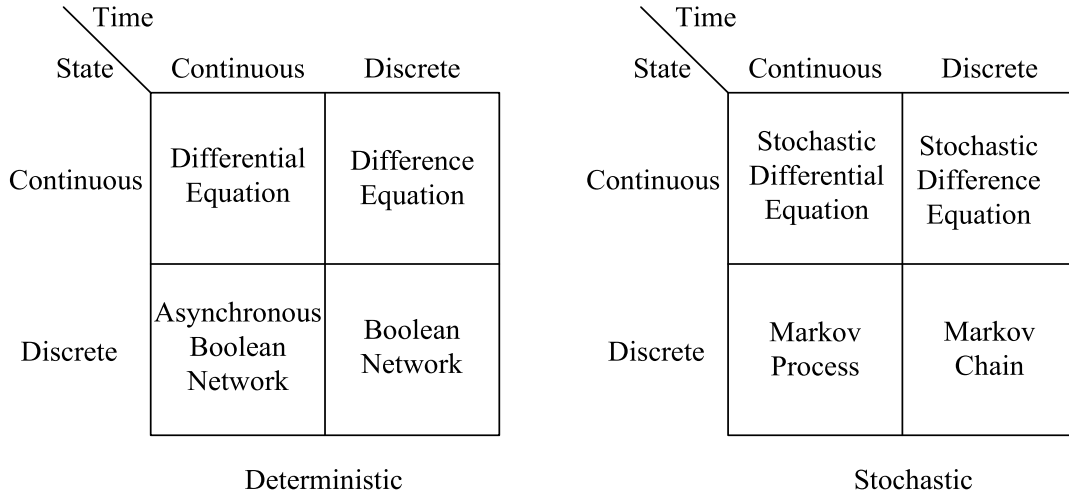 Time
State
Continuous
Discrete
Continuous
Differential
Equation
Difference
Equation
Discrete
Asynchronous
Boolean
Network
Boolean
Network
Deterministic
Time
State
Continuous
Discrete
Continuous
Stochastic
Differential
Equation
Stochastic
Difference
Equation
Discrete
Markov
Process
Markov
Chain
Stochastic